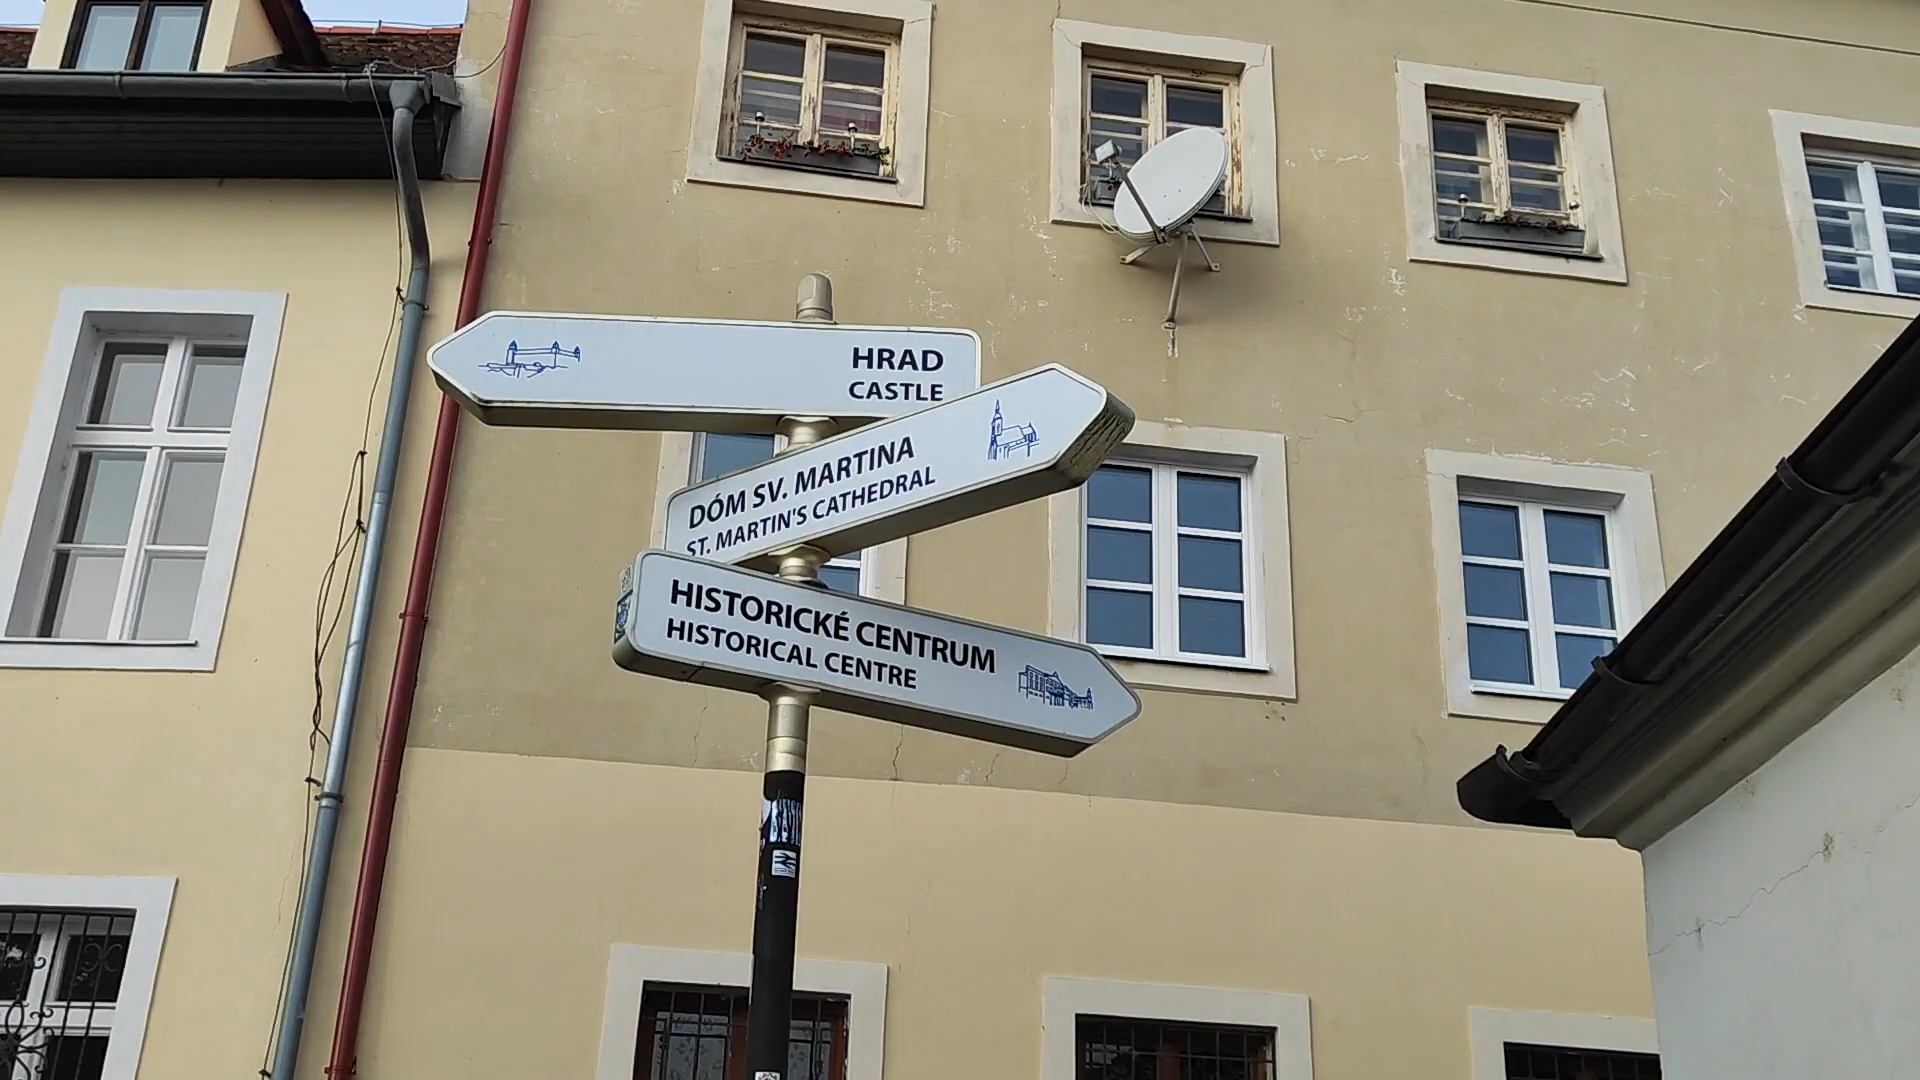 HRAD
CASTLE
DÓM SV. MARTINA
ST. MARTIN'S CATHEDRAL
HISTORICKÉ CENTRUM
HISTORICAL CENTRE